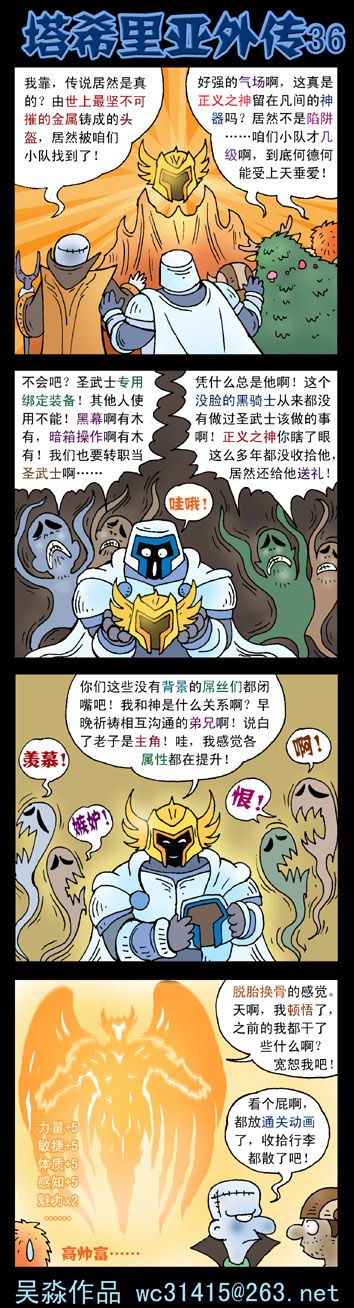 塔希里亚外传36
我靠，传说居然是真
的？由世上最坚不可
摧的金属铸成的头
盔，居然被咱们
小队找到了！
好强的气场啊，这真是
正义之神留在凡间的神
器吗？居然不是陷阱
……咱们小队才几
级啊，到底何德何
能受上天垂爱！
不会吧？圣武士专用
绑定装备！其他人使
用不能！黑幕啊有木
有，暗箱操作啊有木
有！我们也要转职当
圣武士啊……
凭什么总是他啊！这个
没脸的黑骑士从来都没
有做过圣武士该做的事
啊！正义之神你瞎了眼
这么多年都没收拾他，
居然还给他送礼！
哇哦！
你们这些没有背景的屌丝们都闭
嘴吧！我和神是什么关系啊？早
晚祈祷相互沟通的弟兄啊！说白
了老子是主角！哇，我感觉各
属性都在提升！
羡慕！
嫉妒！
恨！
啊！
脱胎换骨的感觉。
天啊，我顿悟了，
之前的我都干了
些什么啊？
宽恕我吧！
看个屁啊，
都放通关动画
了，收拾行李
都散了吧！
力量+5
敏捷+5
体质+5
感知+5
魅力x2
……
高帅富……
吴淼作品 wc31415@263.net